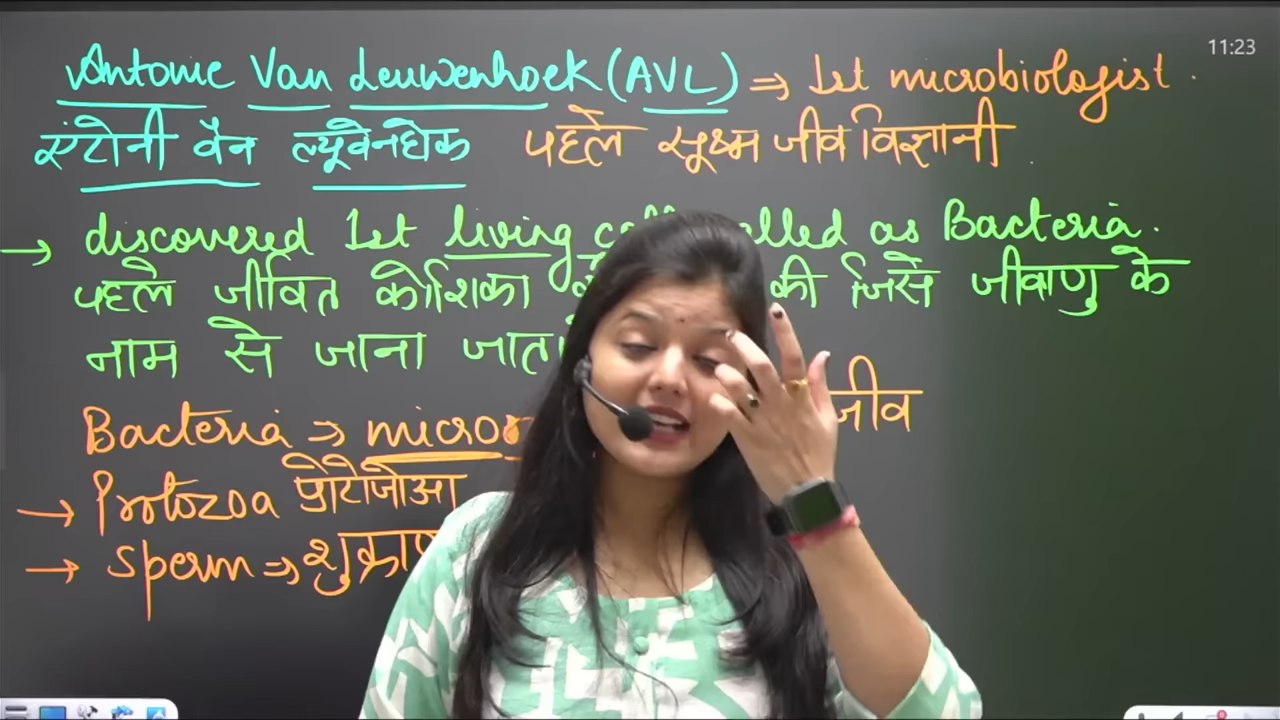 11:23
Antonie Van Leuwenhoek (AVL) ⇒ 1st microbiologist.
एंटोनी वैन ल्यूवेनहोक पहले सूक्ष्म जीव विज्ञानी
→ discovered 1st living as Bacteria.
पहले जीवित कोशिका की जिसे जीवाणु के
नाम से जाना
Bacteria ⇒ जीव
→ Protozoa प्रोटोजोआ
→ Sperm ⇒